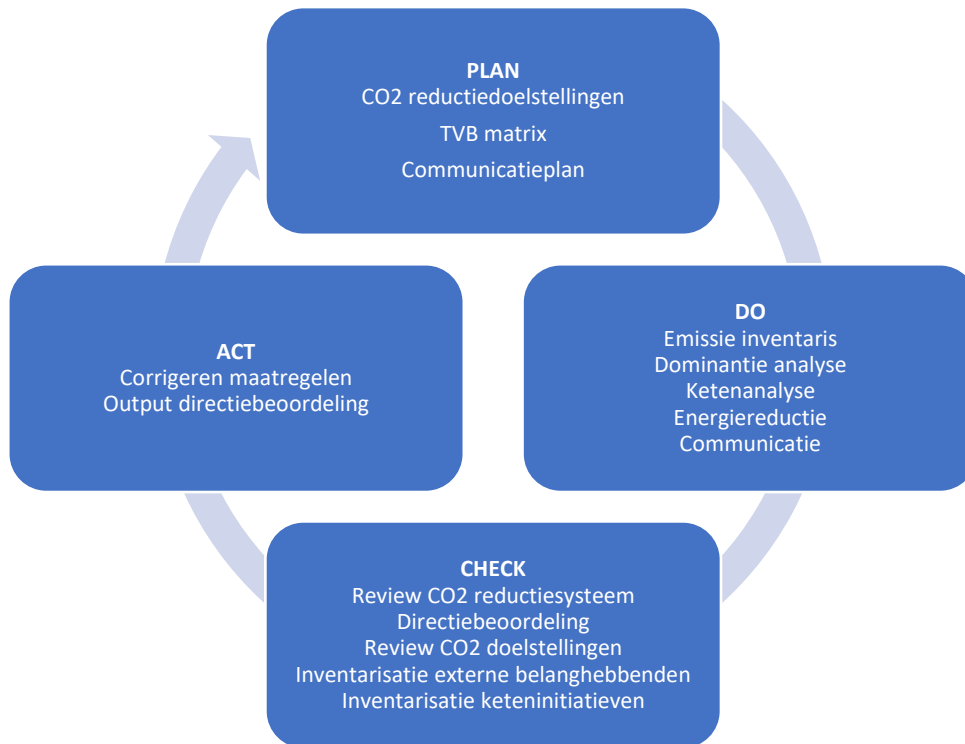 PLAN
CO2 reductiedoelstellingen
TVB matrix
Communicatieplan
DO
Emissie inventaris
Dominantie analyse
Ketenanalyse
Energiereductie
Communicatie
CHECK
Review CO2 reductiesysteem
Directiebeoordeling
Review CO2 doelstellingen
Inventarisatie externe belanghebbenden
Inventarisatie keteninitiatieven
ACT
Corrigeren maatregelen
Output directiebeoordeling